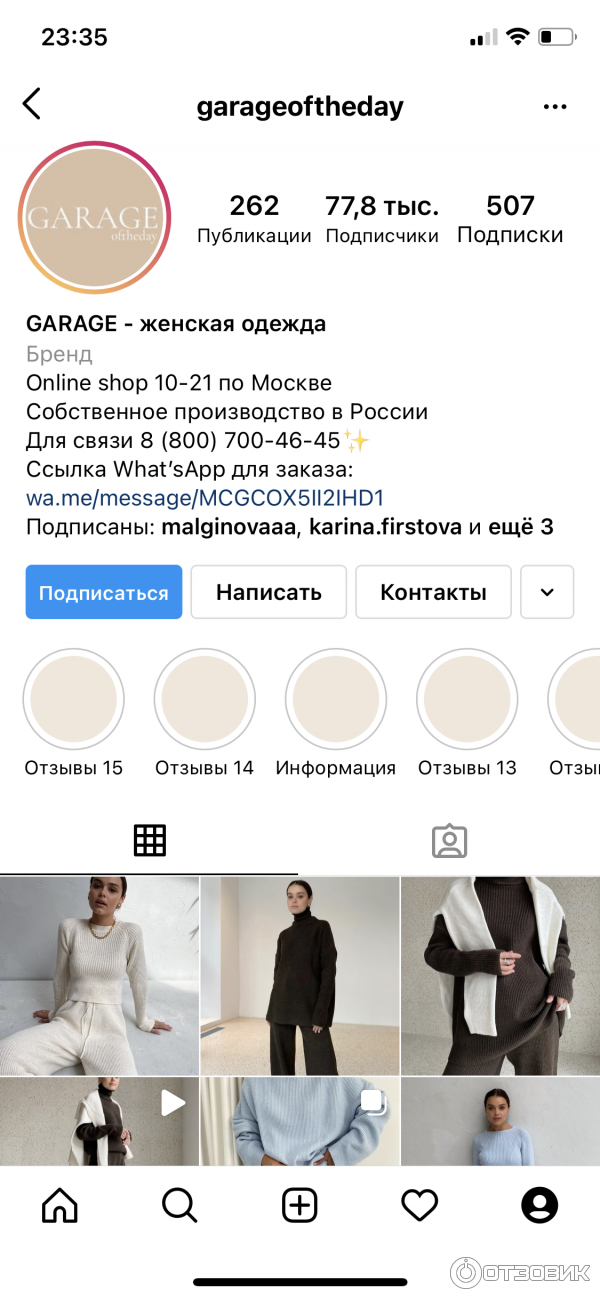 23:35
garageoftheday
GARAGE
oftheday
262
77,8 тыс.
507
Публикации
Подписчики
Подписки
GARAGE - женская одежда
Бренд
Online shop 10-21 по Москве
Собственное производство в России
Для связи 8 (800) 700-46-45✨
Ссылка What'sApp для заказа:
wa.me/message/MCGCOX5II2IHD1
Подписаны: malginovaaa, karina.firstova и ещё 3
Подписаться
Написать
Контакты
Отзывы 15
Отзывы 14
Информация
Отзывы 13
Отзы
ОТЗОВИК